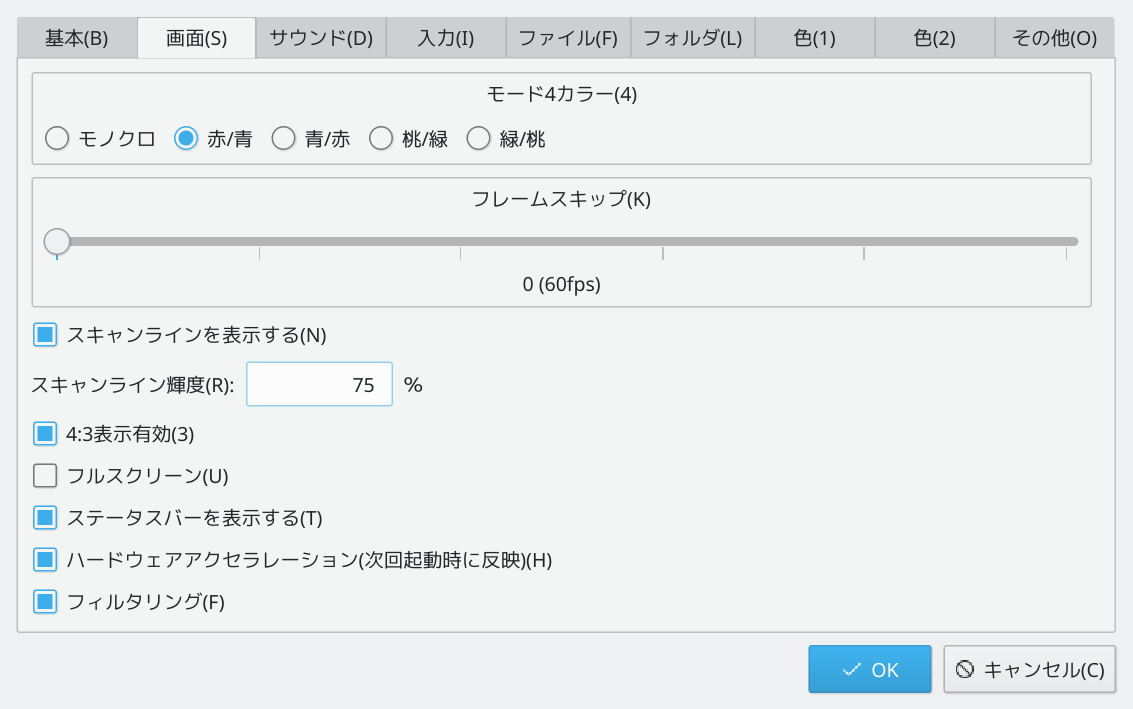 基本(B) 画面(S) サウンド(D) 入力(I) ファイル(F) フォルダ(L) 色(1) 色(2) その他(O)
モード4カラー(4)
モノクロ 赤/青 青/赤 桃/緑 緑/桃
フレームスキップ(K)
0 (60fps)
スキャンラインを表示する(N)
スキャンライン輝度(R): 75 %
4:3表示有効(3)
フルスクリーン(U)
ステータスバーを表示する(T)
ハードウェアアクセラレーション(次回起動時に反映)(H)
フィルタリング(F)
OK キャンセル(C)